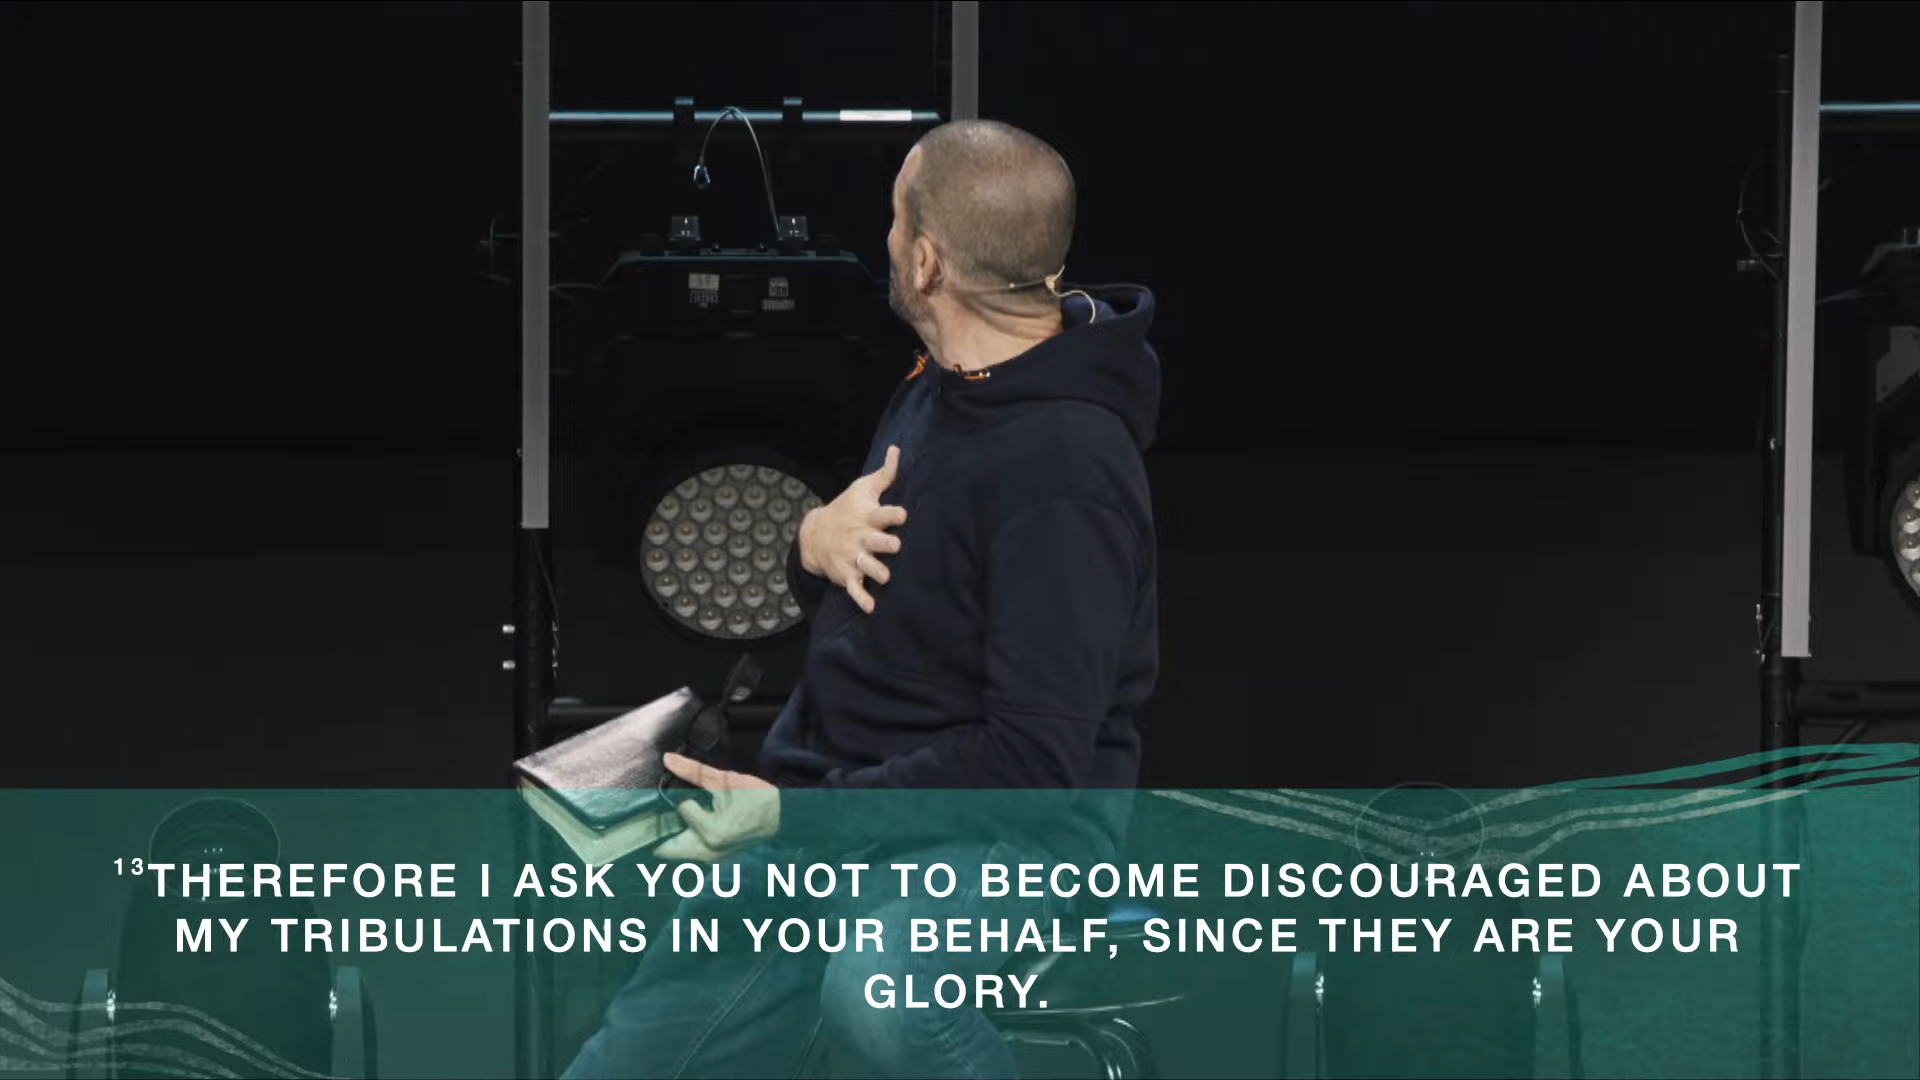 ¹³THEREFORE I ASK YOU NOT TO BECOME DISCOURAGED ABOUT
MY TRIBULATIONS IN YOUR BEHALF, SINCE THEY ARE YOUR
GLORY.